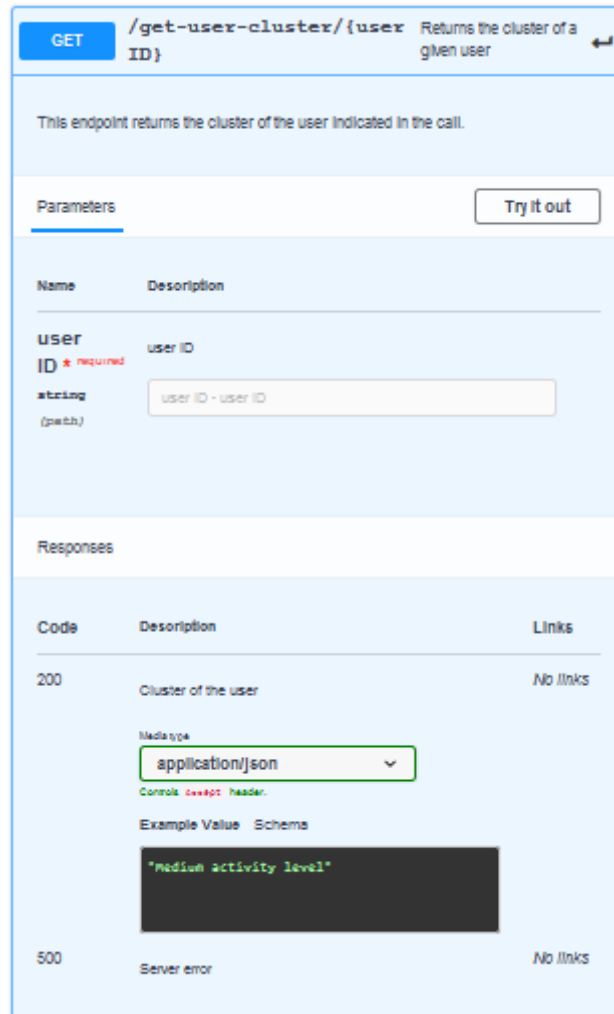 GET
/get-user-cluster/{user ID}
Returns the cluster of a
given user
This endpoint returns the cluster of the user indicated in the call.
Parameters
Try it out
Name
Description
user
ID * required
string
(path)
user ID
user ID - user ID
Responses
Code
Description
Links
200
Cluster of the user
No links
Media type
application/json
Controls Accept header.
Example Value
Schema
"Medium activity level"
500
Server error
No links